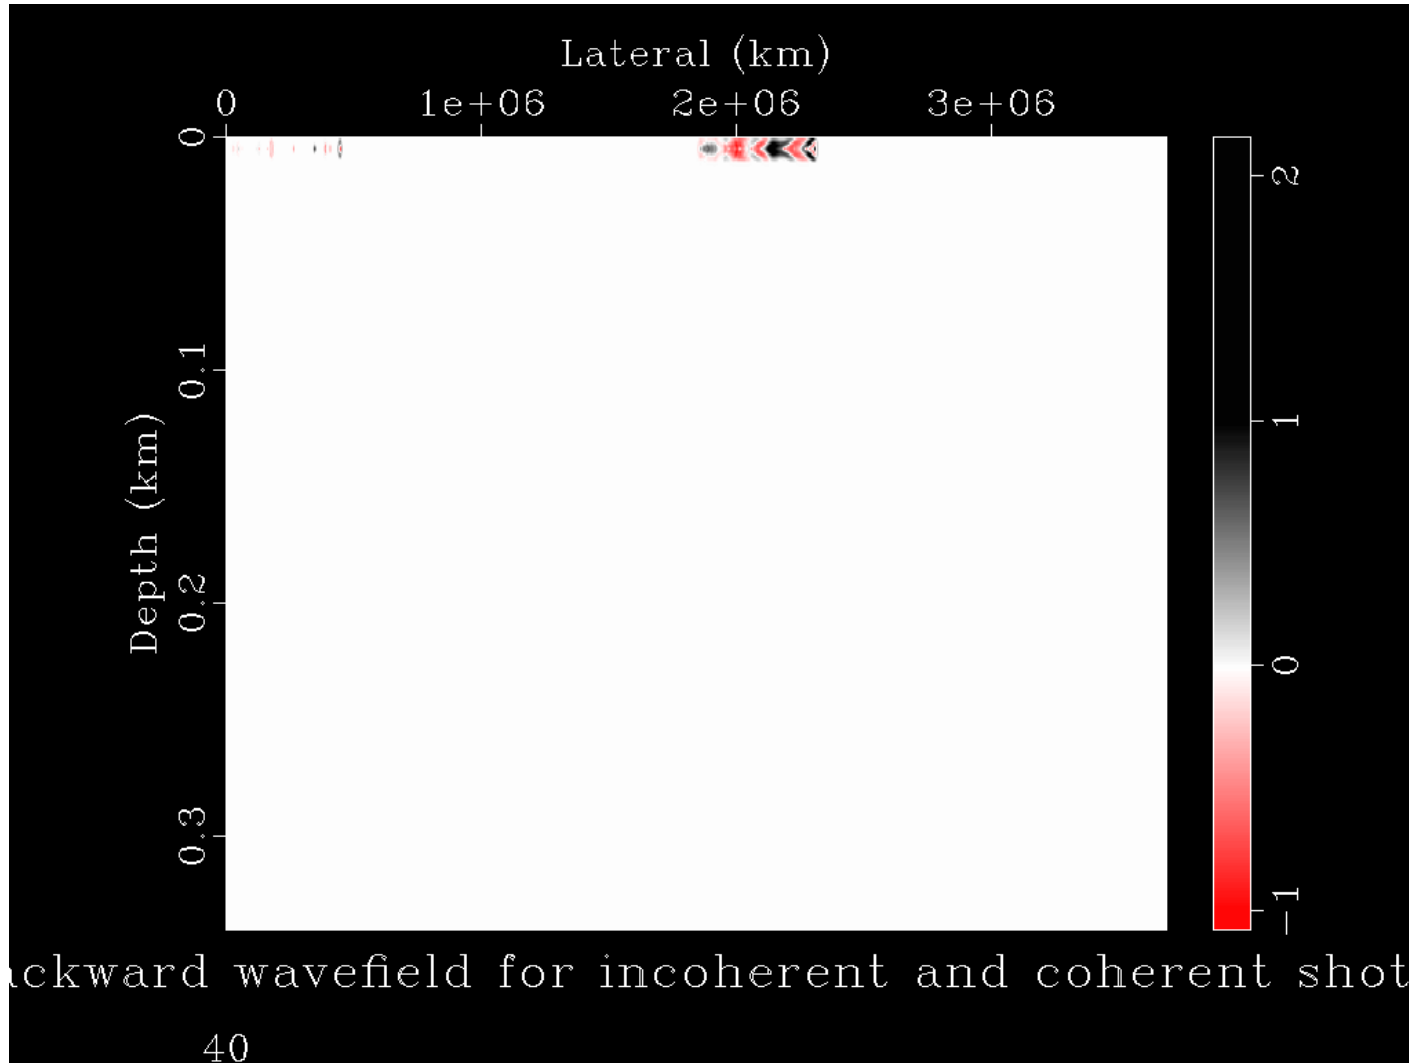 Lateral (km)
0 1e+06 2e+06 3e+06
0
0.1
0.2
0.3
Depth (km)
2
1
0
−1
ackward wavefield for incoherent and coherent shot
40